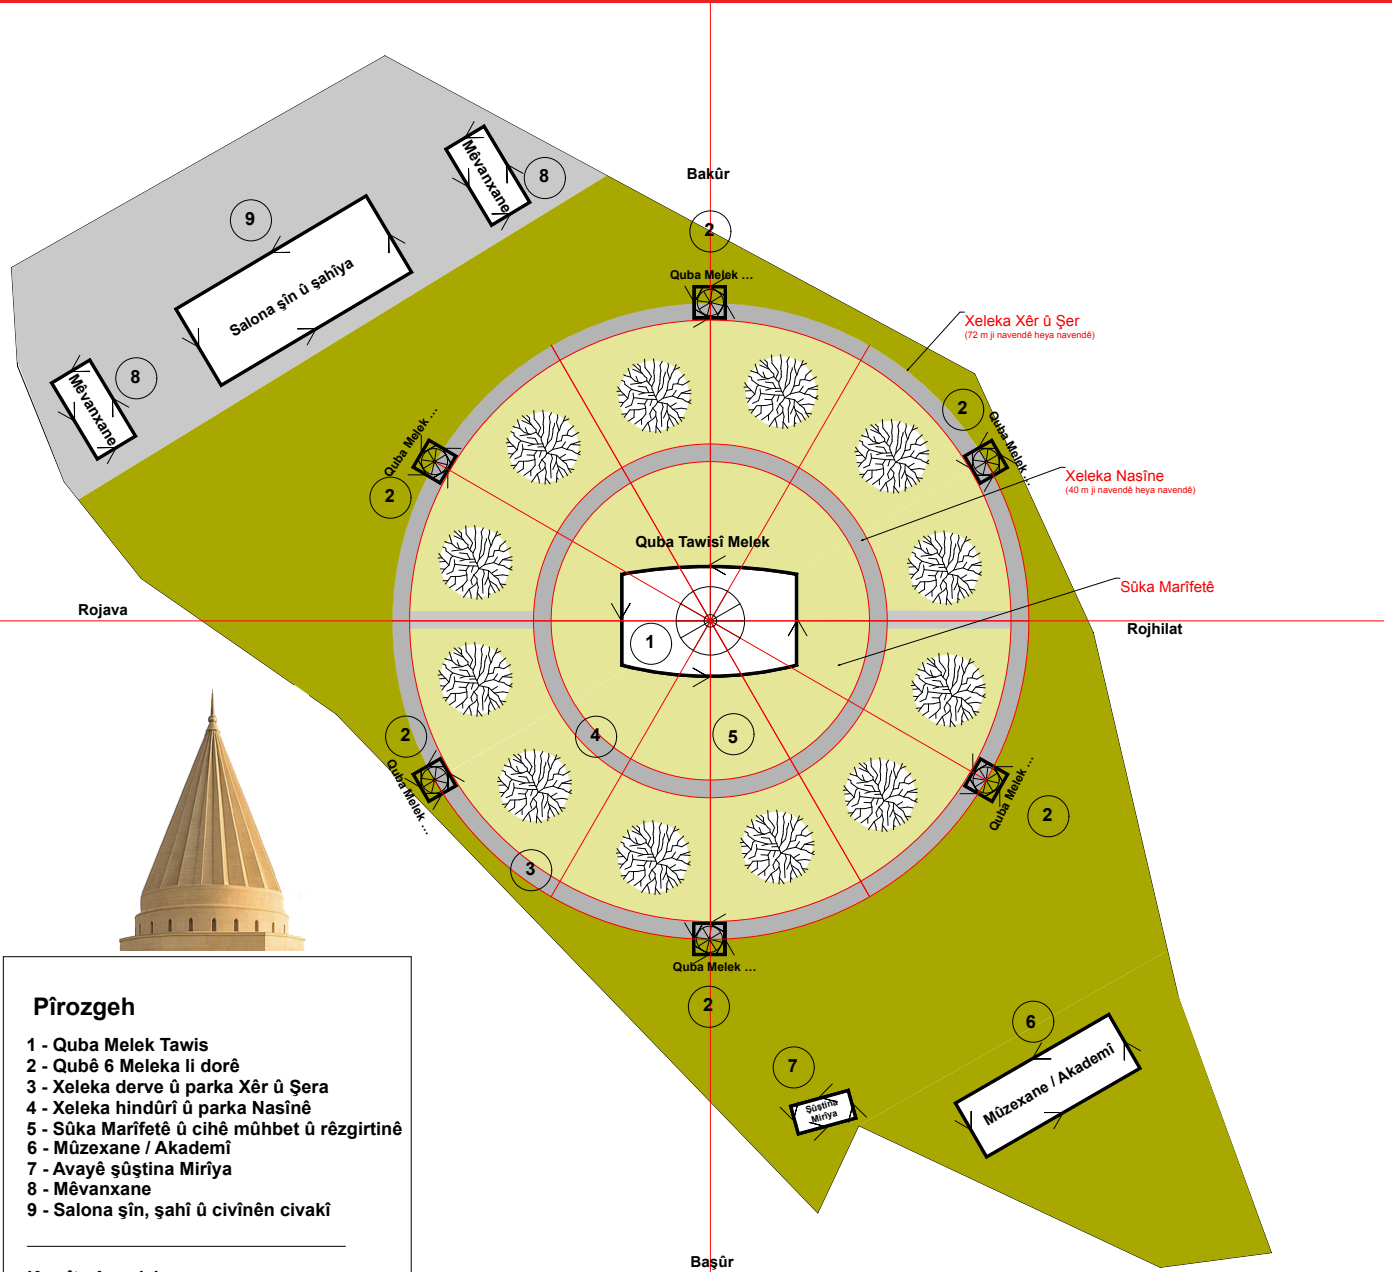 Bakûr
2
Quba Melek ...
Mêvanxane
8
9
Salona şîn û şahîya
Mêvanxane
8
Xeleka Xêr û Şer
(72 m ji navendê heya navendê)
2
Quba Melek ...
Quba Melek ...
2
Xeleka Nasîne
(40 m ji navendê heya navendê)
Quba Tawisî Melek
Sûka Marîfetê
Rojava
Rojhilat
1
2
Quba Melek ...
4
5
Quba Melek ...
2
3
Quba Melek ...
2
6
Mûzexane / Akademî
7
Şûştina
Mirîya
Başûr
Pîrozgeh
1 - Quba Melek Tawis
2 - Qubê 6 Meleka li dorê
3 - Xeleka derve û parka Xêr û Şera
4 - Xeleka hindûrî û parka Nasînê
5 - Sûka Marîfetê û cihê mûhbet û rêzgirtinê
6 - Mûzexane / Akademî
7 - Avayê şûştina Mirîya
8 - Mêvanxane
9 - Salona şîn, şahî û civînên civakî